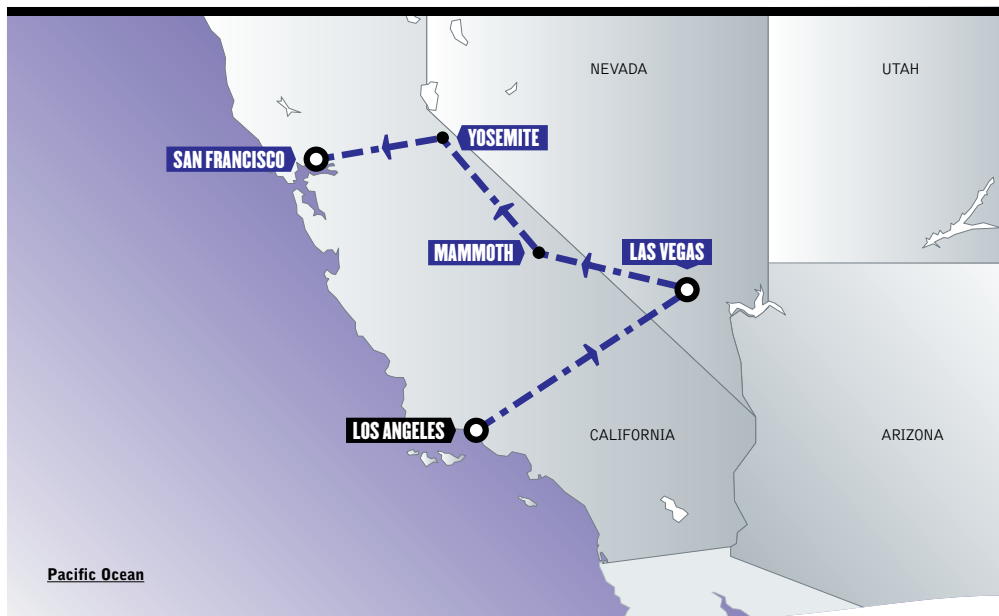 NEVADA
UTAH
YOSEMITE
SAN FRANCISCO
MAMMOTH
LAS VEGAS
LOS ANGELES
CALIFORNIA
ARIZONA
Pacific Ocean